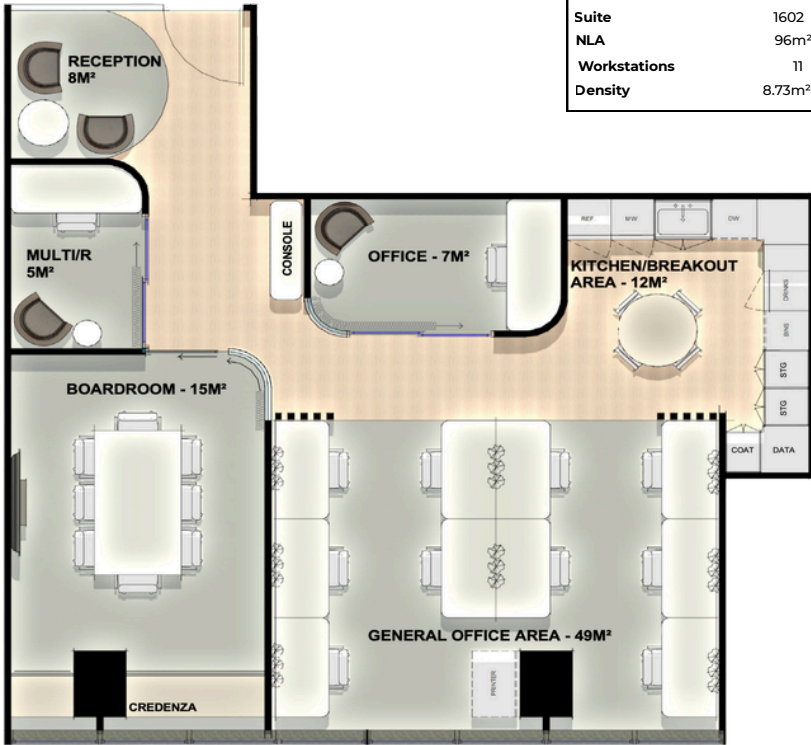 Suite 1602
NLA 96m²
Workstations 11
Density 8.73m²
RECEPTION
8M²
MULTI/R
5M²
CONSOLE
OFFICE - 7M²
REF
MW
DW
KITCHEN/BREAKOUT
AREA - 12M²
DRINKS
BINS
STG
STG
COAT
DATA
BOARDROOM - 15M²
GENERAL OFFICE AREA - 49M²
PRINTER
CREDENZA